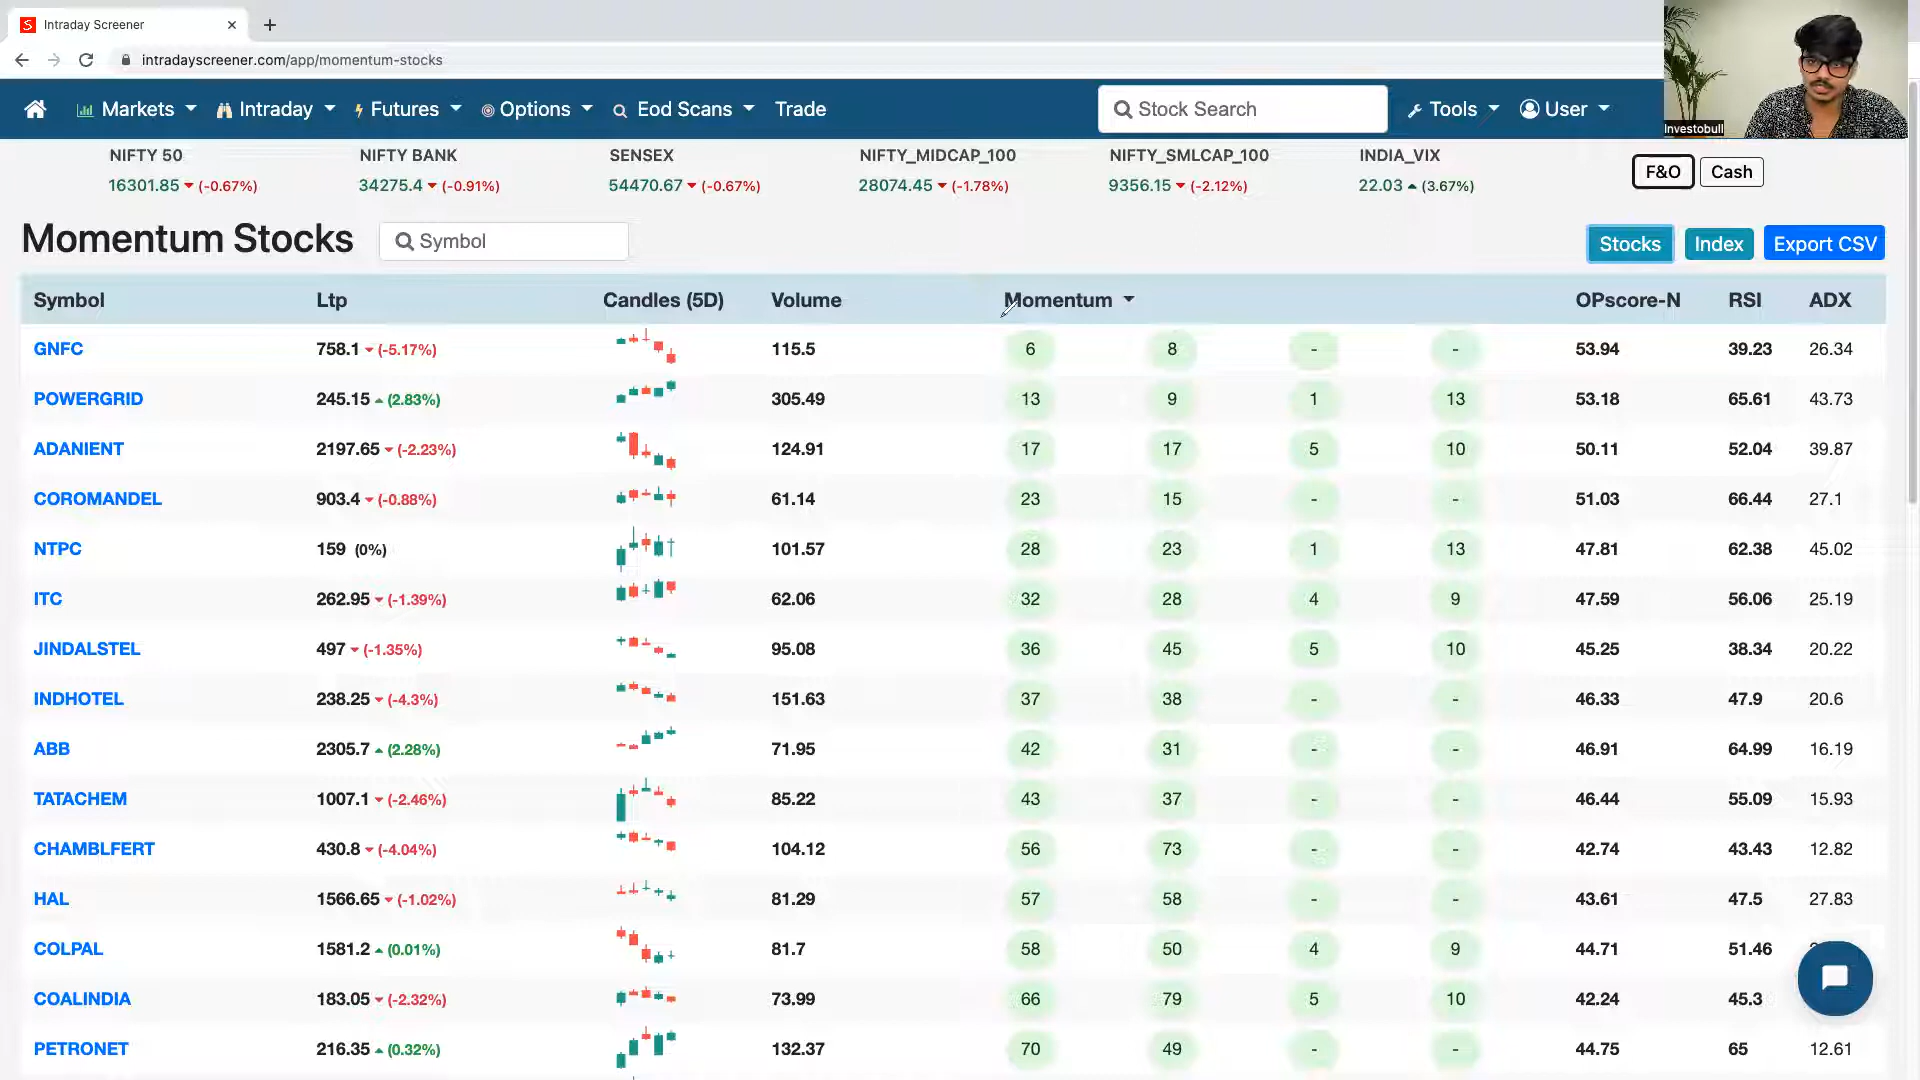 Intraday Screener
intradayscreener.com/app/momentum-stocks
Markets Intraday Futures Options Eod Scans Trade Stock Search Tools User
Investobull
NIFTY 50 NIFTY BANK SENSEX NIFTY_MIDCAP_100 NIFTY_SMLCAP_100 INDIA_VIX
16301.85 (-0.67%) 34275.4 (-0.91%) 54470.67 (-0.67%) 28074.45 (-1.78%) 9356.15 (-2.12%) 22.03 (3.67%)
F&O Cash
Momentum Stocks Symbol Stocks Index Export CSV
Symbol Ltp Candles (5D) Volume Momentum OPscore-N RSI ADX
GNFC 758.1 (-5.17%) 115.5 6 8 - - 53.94 39.23 26.34
POWERGRID 245.15 (2.83%) 305.49 13 9 1 13 53.18 65.61 43.73
ADANIENT 2197.65 (-2.23%) 124.91 17 17 5 10 50.11 52.04 39.87
COROMANDEL 903.4 (-0.88%) 61.14 23 15 - - 51.03 66.44 27.1
NTPC 159 (0%) 101.57 28 23 1 13 47.81 62.38 45.02
ITC 262.95 (-1.39%) 62.06 32 28 4 9 47.59 56.06 25.19
JINDALSTEL 497 (-1.35%) 95.08 36 45 5 10 45.25 38.34 20.22
INDHOTEL 238.25 (-4.3%) 151.63 37 38 - - 46.33 47.9 20.6
ABB 2305.7 (2.28%) 71.95 42 31 - - 46.91 64.99 16.19
TATACHEM 1007.1 (-2.46%) 85.22 43 37 - - 46.44 55.09 15.93
CHAMBLFERT 430.8 (-4.04%) 104.12 56 73 - - 42.74 43.43 12.82
HAL 1566.65 (-1.02%) 81.29 57 58 - - 43.61 47.5 27.83
COLPAL 1581.2 (0.01%) 81.7 58 50 4 9 44.71 51.46
COALINDIA 183.05 (-2.32%) 73.99 66 79 5 10 42.24 45.3
PETRONET 216.35 (0.32%) 132.37 70 49 - - 44.75 65 12.61